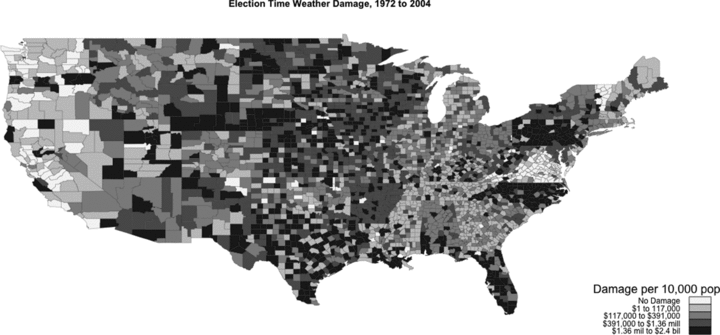 Election Time Weather Damage, 1972 to 2004
Damage per 10,000 pop
No Damage
$1 to 117,000
$117,000 to $391,000
$391,000 to $1,36 mill
$1.36 mil to $2.4 bil